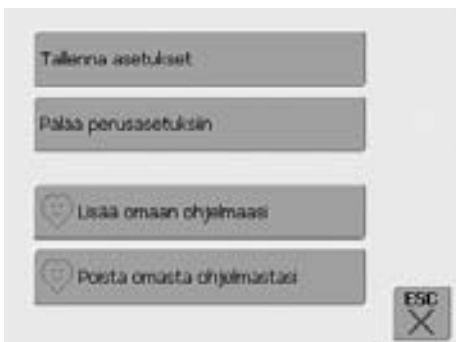 Tallenna asetukset
Palaa perusasetuksiin
Lisää omaan ohjelmaasi
Poista omasta ohjelmastasi
ESC